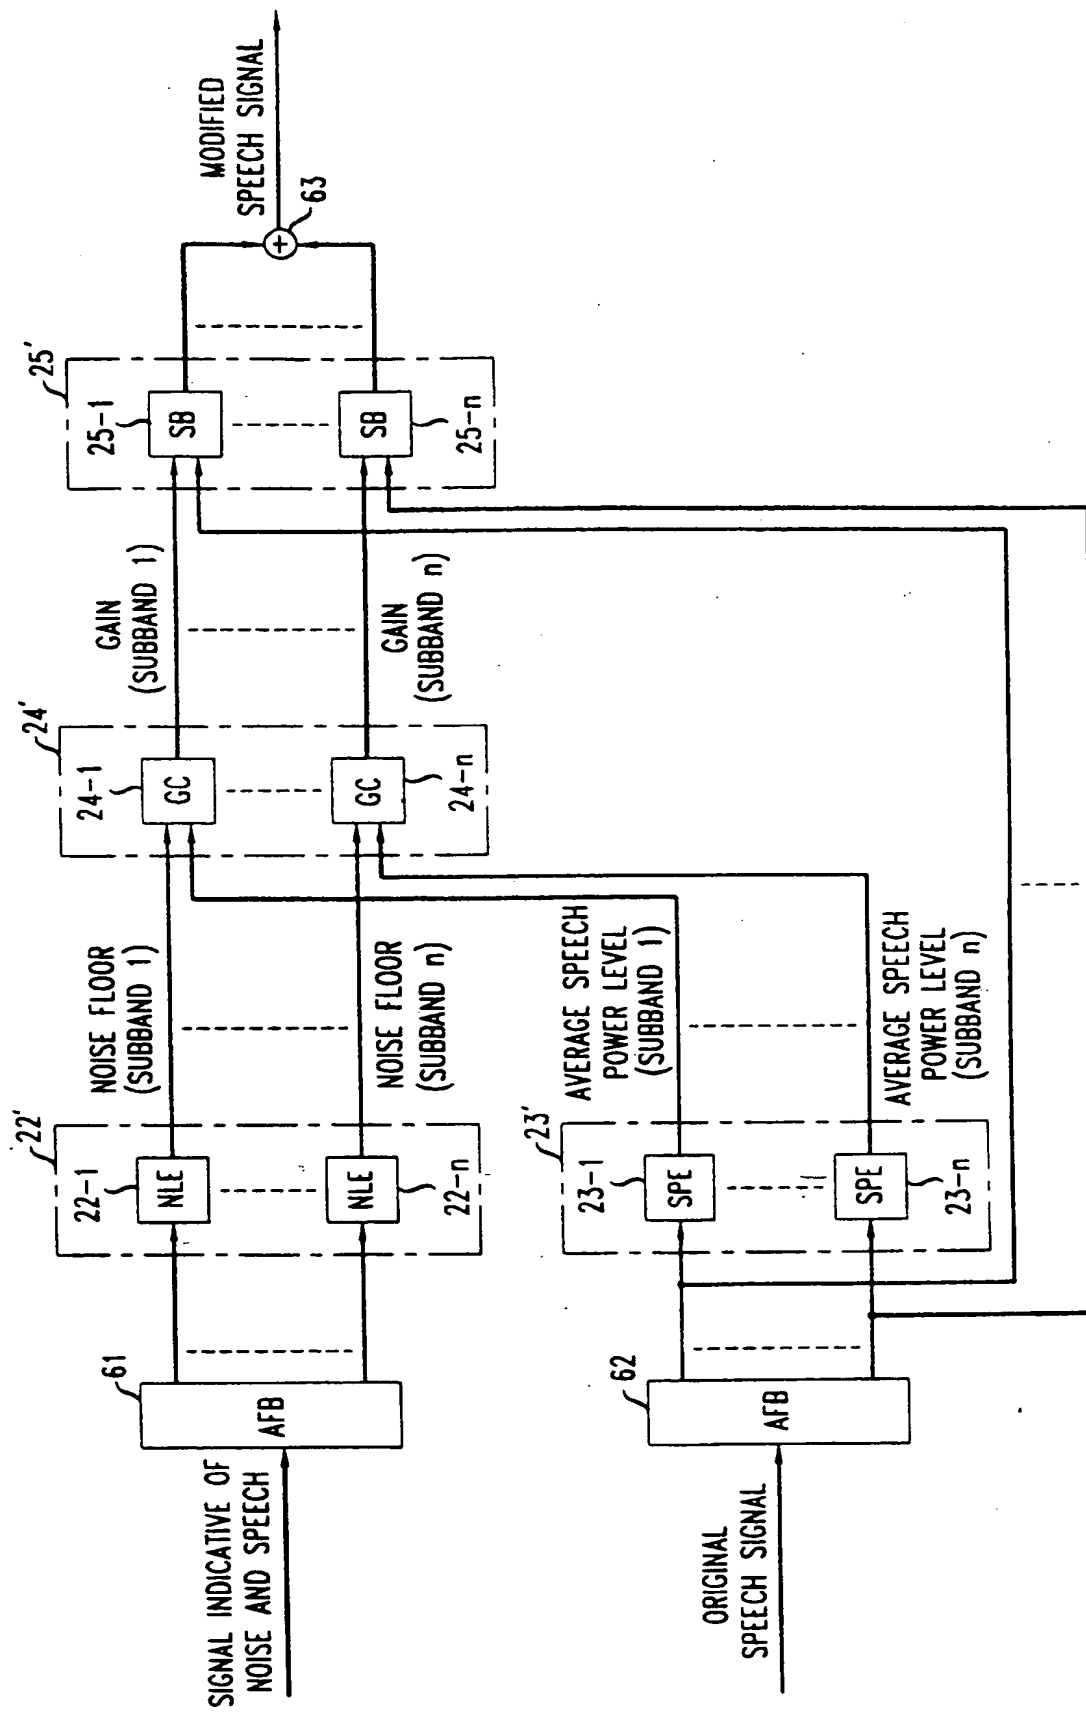 SIGNAL INDICATIVE OF
NOISE AND SPEECH
61
AFB
22'
22-1
NLE
NLE
22-n
NOISE FLOOR
(SUBBAND 1)
NOISE FLOOR
(SUBBAND n)
24'
24-1
GC
GC
24-n
GAIN
(SUBBAND 1)
GAIN
(SUBBAND n)
25'
25-1
SB
SB
25-n
+
63
MODIFIED
SPEECH SIGNAL
ORIGINAL
SPEECH SIGNAL
62
AFB
23'
23-1
SPE
SPE
23-n
AVERAGE SPEECH
POWER LEVEL
(SUBBAND 1)
AVERAGE SPEECH
POWER LEVEL
(SUBBAND n)